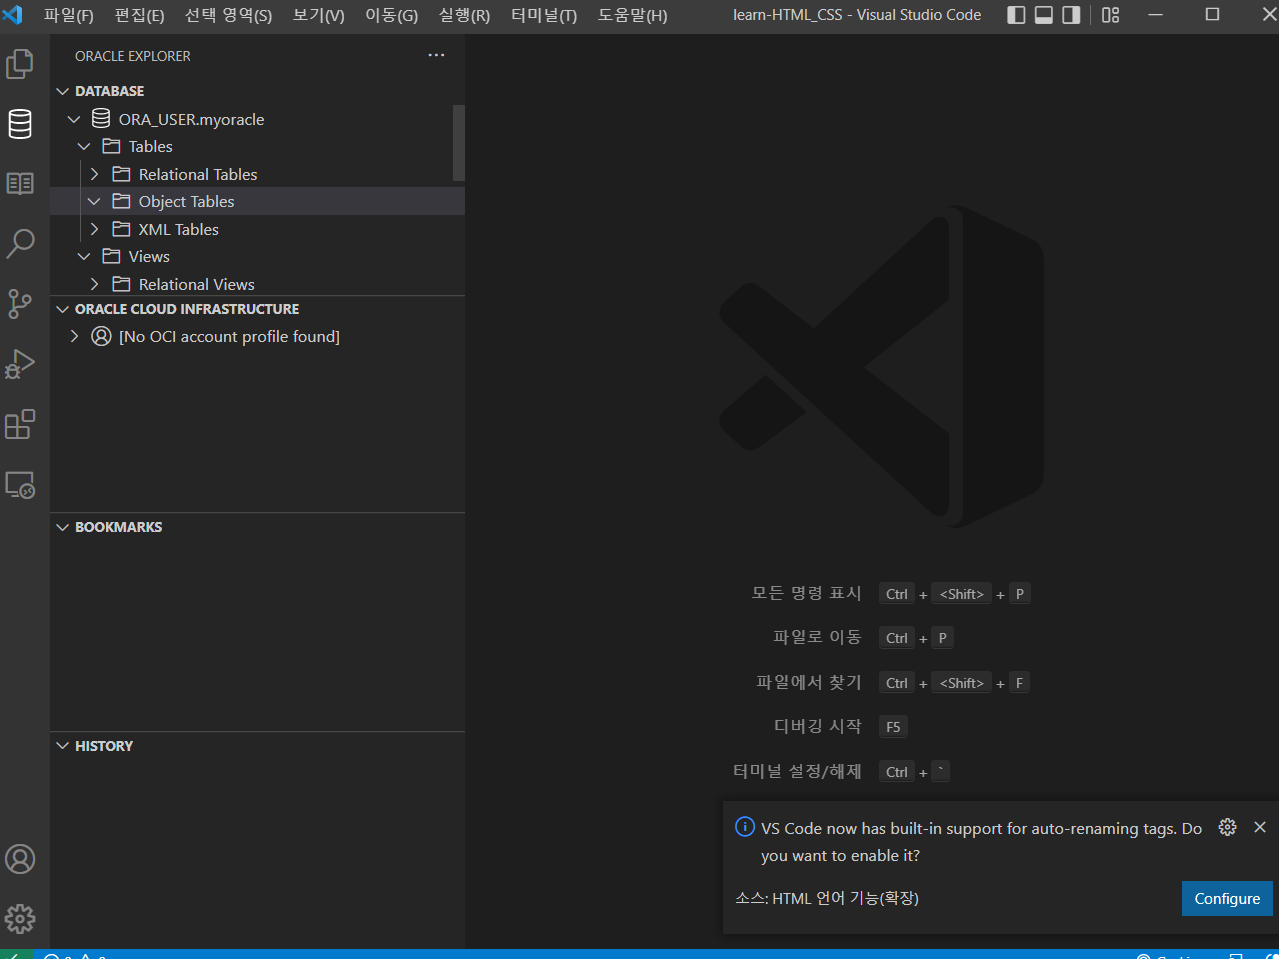 파일(F) 편집(E) 선택 영역(S) 보기(V) 이동(G) 실행(R) 터미널(T) 도움말(H) learn-HTML_CSS - Visual Studio Code
ORACLE EXPLORER
DATABASE
ORA_USER.myoracle
Tables
Relational Tables
Object Tables
XML Tables
Views
Relational Views
ORACLE CLOUD INFRASTRUCTURE
[No OCI account profile found]
BOOKMARKS
HISTORY
모든 명령 표시 Ctrl + <Shift> + P
파일로 이동 Ctrl + P
파일에서 찾기 Ctrl + <Shift> + F
디버깅 시작 F5
터미널 설정/해제 Ctrl + `
VS Code now has built-in support for auto-renaming tags. Do
you want to enable it?
소스: HTML 언어 기능(확장)
Configure